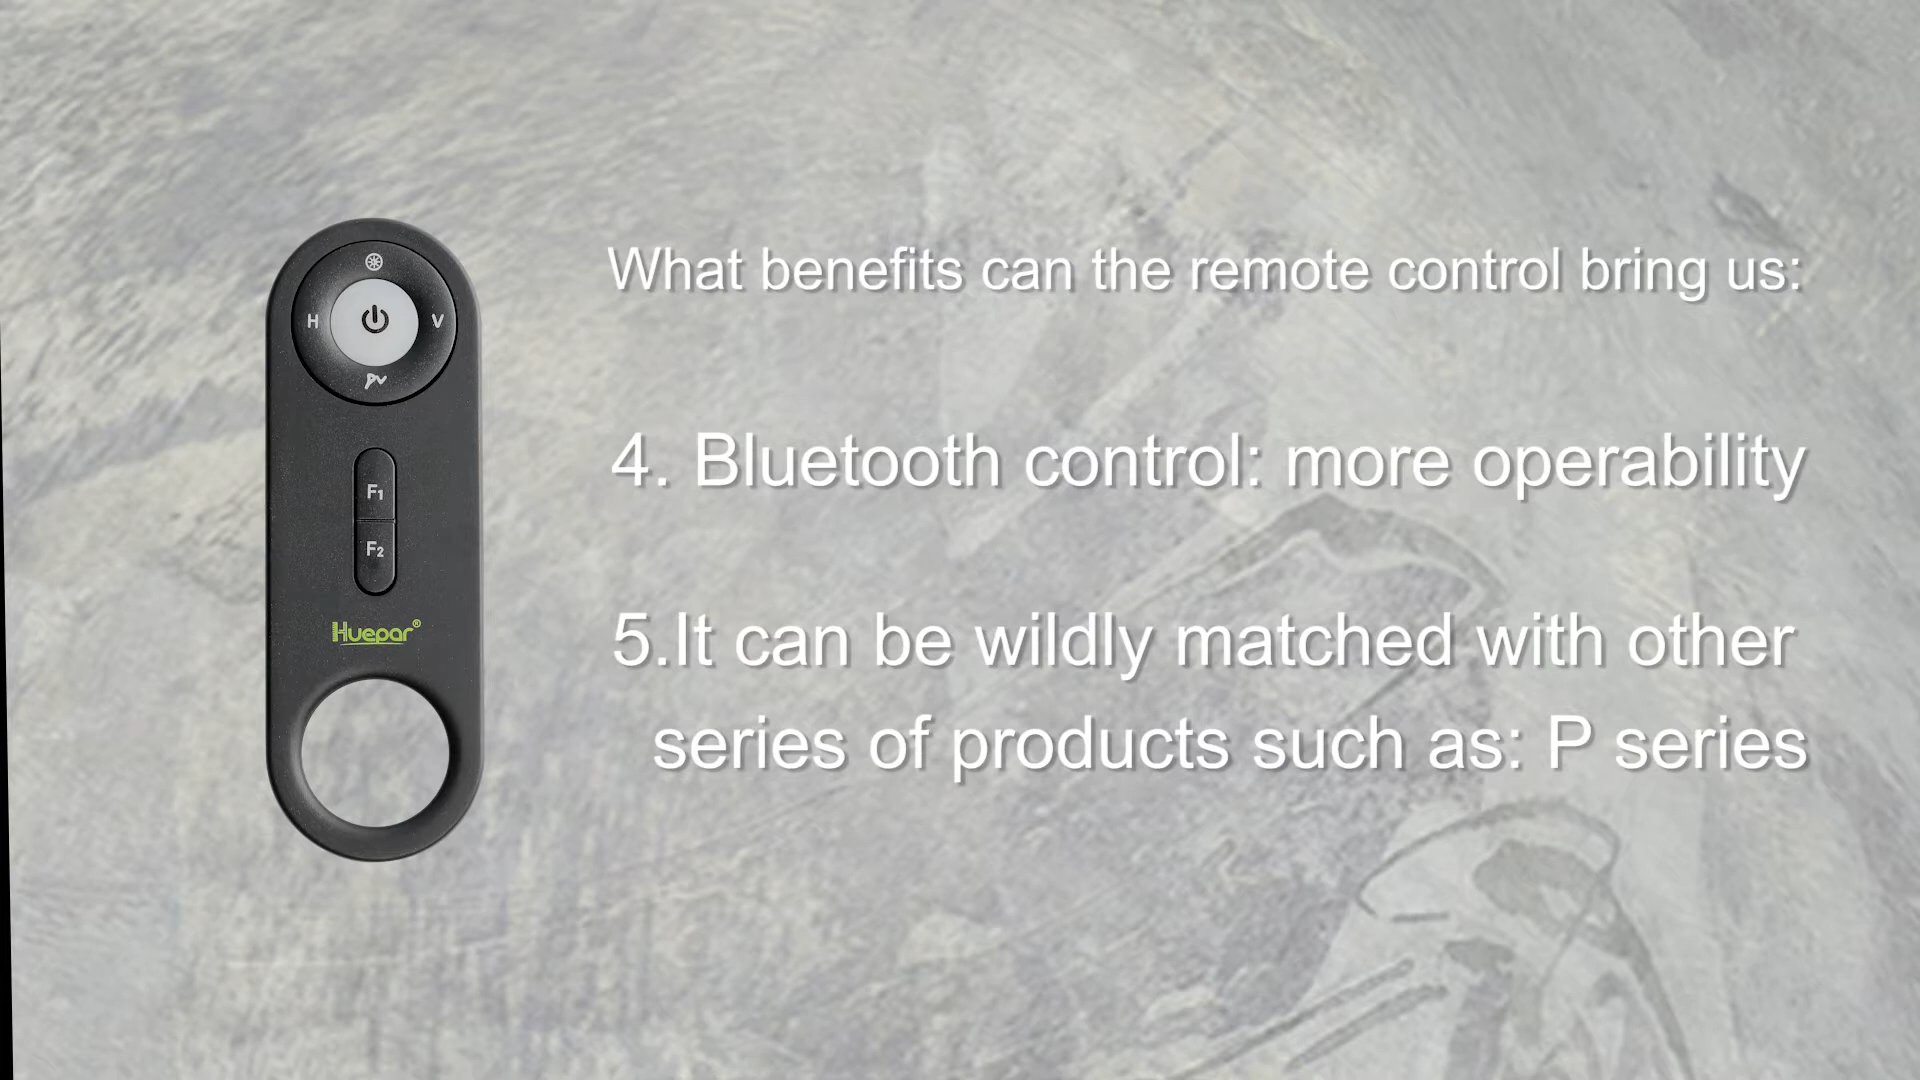 What benefits can the remote control bring us:
4. Bluetooth control: more operability
5.It can be wildly matched with other
series of products such as: P series
H
V
F1
F2
Huepar®